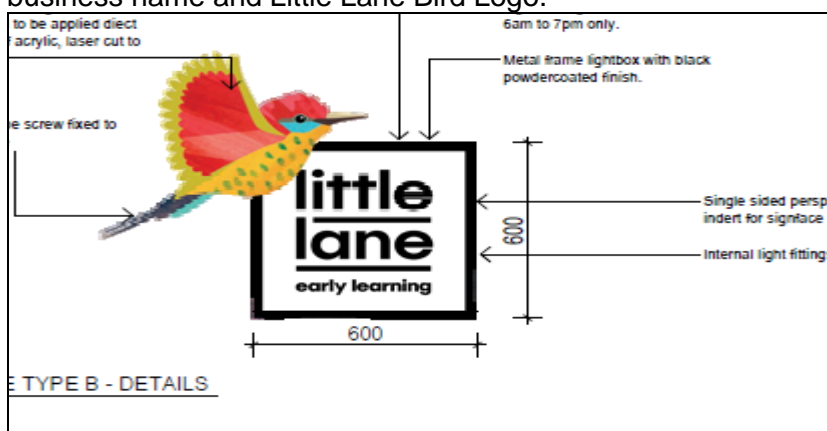 business name and Little Lane Bird Logo.
to be applied diect
acrylic, laser cut to
6am to 7pm only.
Metal frame lightbox with black
powdercoated finish.
screw fixed to
little
lane
early learning
600
600
Single sided persp
indert for signface
Internal light fitting
TYPE B - DETAILS